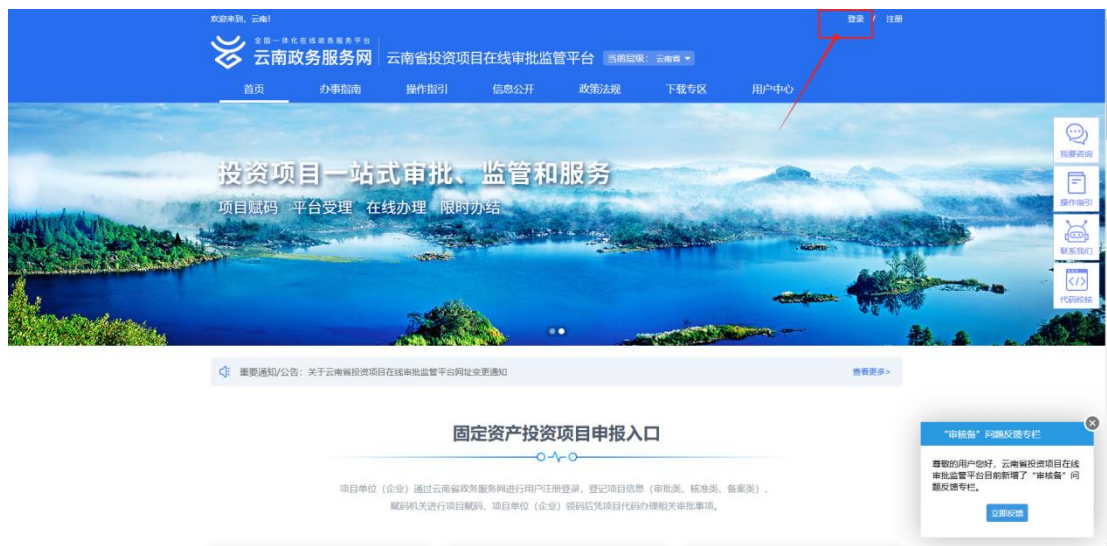 欢迎来到，云南！
登录 / 注册
全国一体化在线政务服务平台
云南政务服务网 云南省投资项目在线审批监管平台 当前层级：云南省
首页 办事指南 操作指引 信息公开 政策法规 下载专区 用户中心
投资项目一站式审批、监管和服务
项目赋码 平台受理 在线办理 限时办结
我要咨询
操作指引
联系我们
代码校核
重要通知/公告：关于云南省投资项目在线审批监管平台网址变更通知 查看更多>
固定资产投资项目申报入口
项目单位（企业）通过云南省政务服务网进行用户注册登录、登记项目信息（审批类、核准类、备案类）、
赋码机关进行项目赋码，项目单位（企业）领码后凭项目代码办理相关审批事项。
“审核备”问题反馈专栏
尊敬的用户您好，云南省投资项目在线
审批监管平台目前新增了“审核备”问
题反馈专栏。
立即反馈